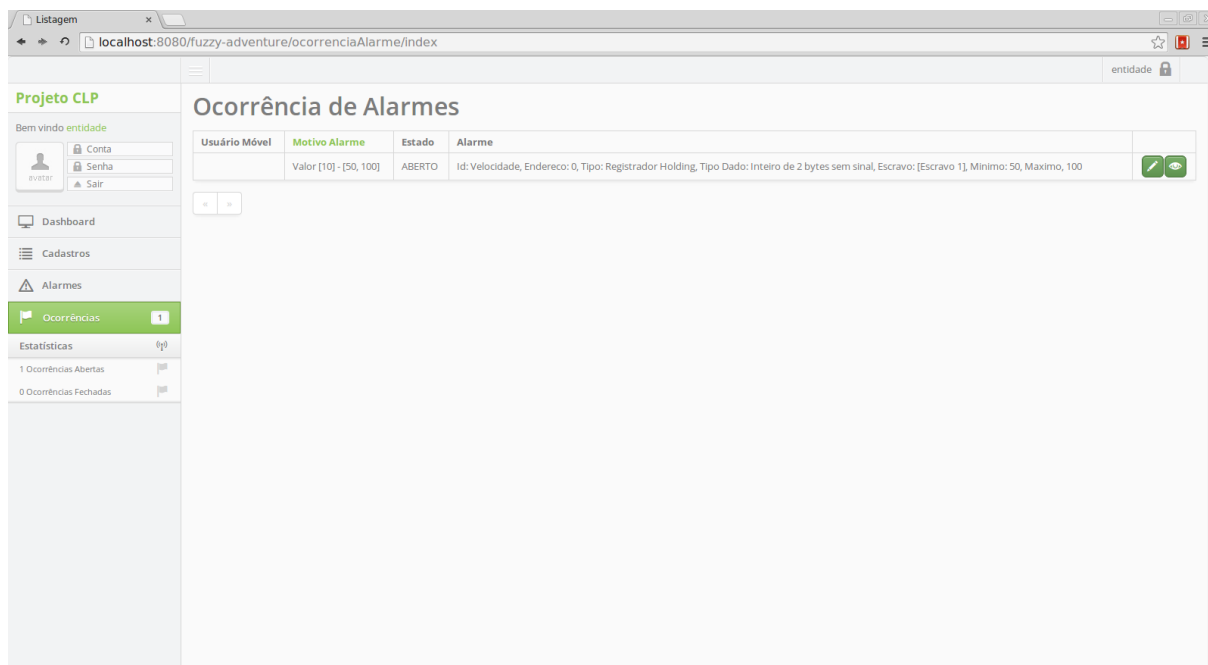 Listagem
localhost:8080/fuzzy-adventure/ocorrenciaAlarme/index
entidade
Projeto CLP
Bem vindo entidade
avatar
Conta
Senha
Sair
Dashboard
Cadastros
Alarmes
Ocorrências 1
Estatísticas
1 Ocorrências Abertas
0 Ocorrências Fechadas
Ocorrência de Alarmes
Usuário Móvel Motivo Alarme Estado Alarme
Valor [10] - [50, 100] ABERTO Id: Velocidade, Endereco: 0, Tipo: Registrador Holding, Tipo Dado: Inteiro de 2 bytes sem sinal, Escravo: [Escravo 1], Minimo: 50, Maximo, 100
« »